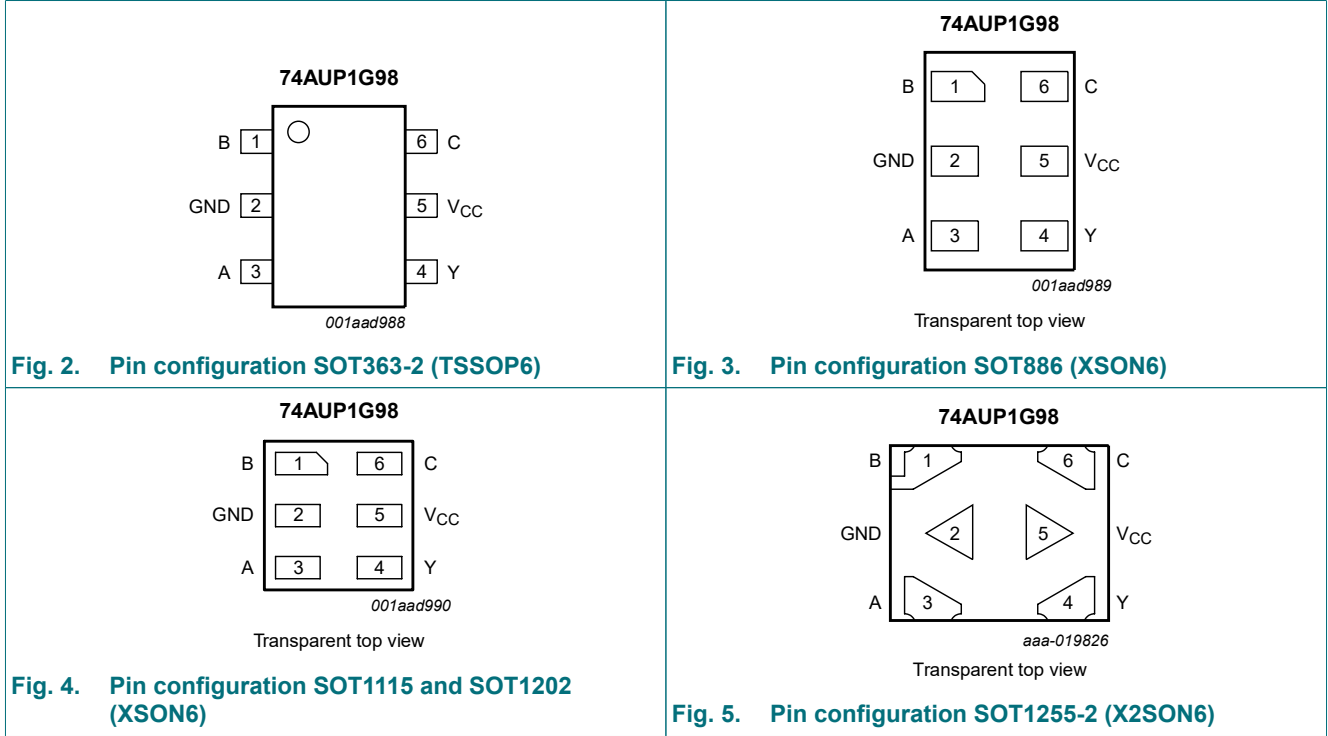 74AUP1G98
B 1 6 C
GND 2 5 VCC
A 3 4 Y
001aad988
Fig. 2. Pin configuration SOT363-2 (TSSOP6)
74AUP1G98
B 1 6 C
GND 2 5 VCC
A 3 4 Y
001aad989
Transparent top view
Fig. 3. Pin configuration SOT886 (XSON6)
74AUP1G98
B 1 6 C
GND 2 5 VCC
A 3 4 Y
001aad990
Transparent top view
Fig. 4. Pin configuration SOT1115 and SOT1202
(XSON6)
74AUP1G98
B 1 6 C
GND 2 5 VCC
A 3 4 Y
aaa-019826
Transparent top view
Fig. 5. Pin configuration SOT1255-2 (X2SON6)